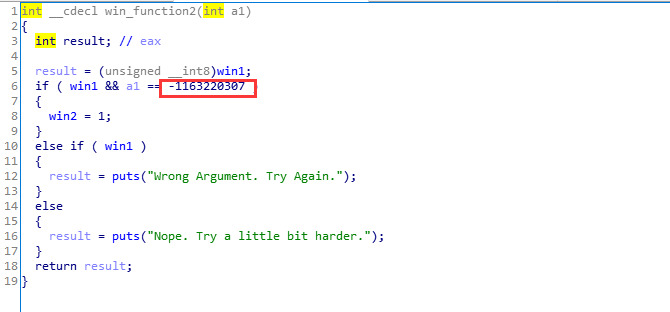 1 int __cdecl win_function2(int a1)
2 {
3 int result; // eax
4
5 result = (unsigned __int8)win1;
6 if ( win1 && a1 == -1163220307 )
7 {
8 win2 = 1;
9 }
10 else if ( win1 )
11 {
12 result = puts("Wrong Argument. Try Again.");
13 }
14 else
15 {
16 result = puts("Nope. Try a little bit harder.");
17 }
18 return result;
19 }